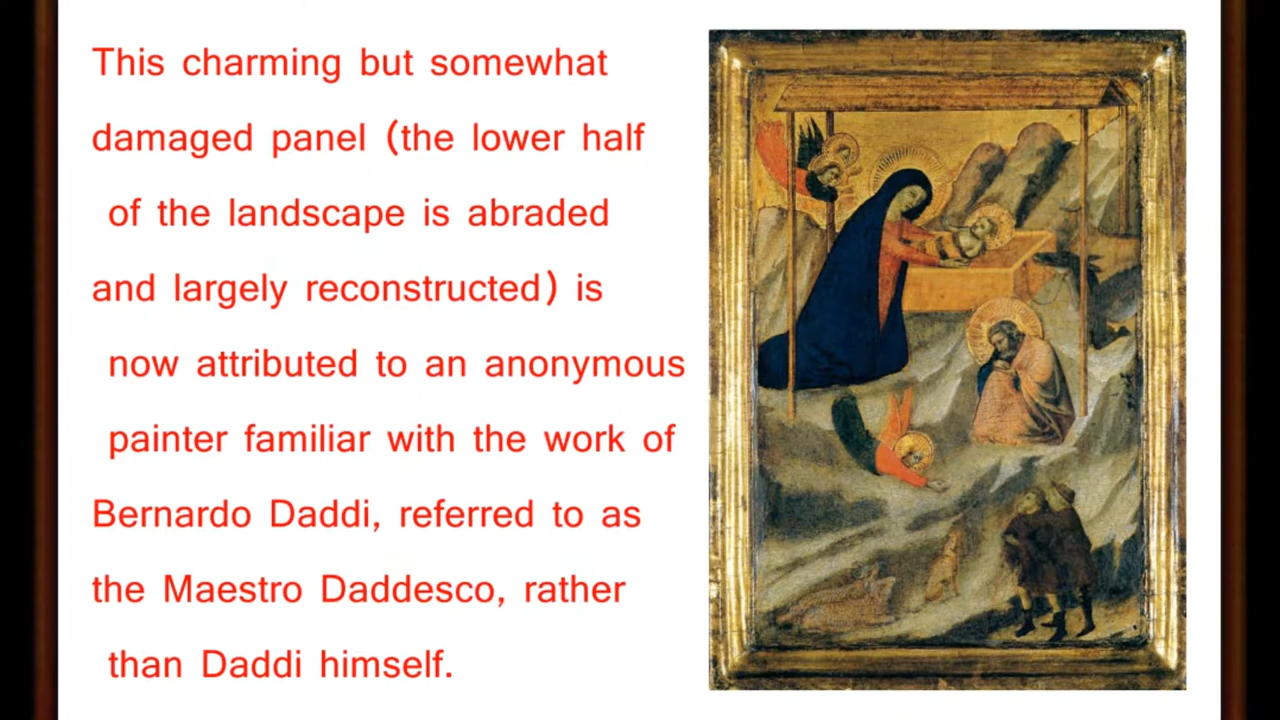 This charming but somewhat
damaged panel (the lower half
of the landscape is abraded
and largely reconstructed) is
now attributed to an anonymous
painter familiar with the work of
Bernardo Daddi, referred to as
the Maestro Daddesco, rather
than Daddi himself.